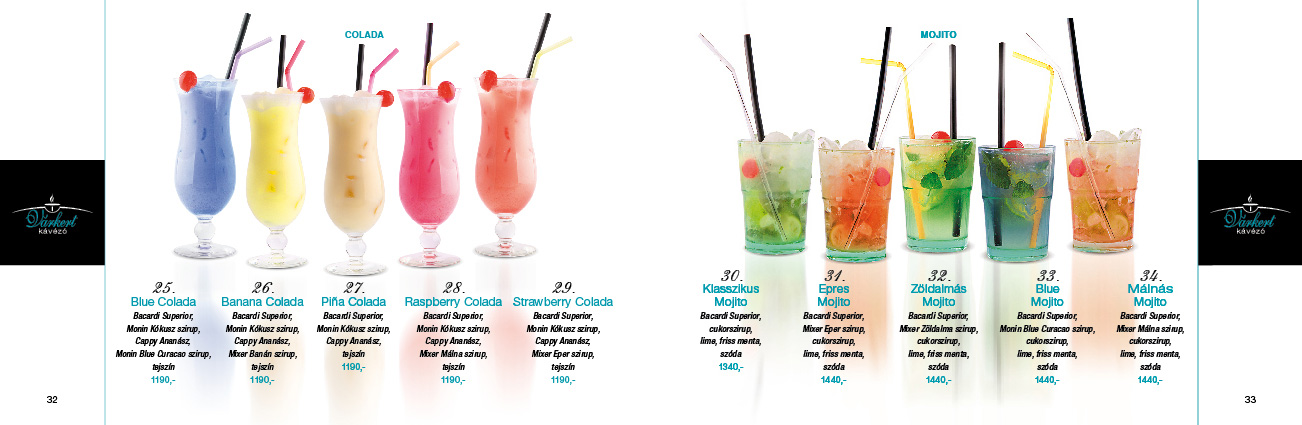 COLADA
Várkert
kávézó
25.
Blue Colada
Bacardi Superior,
Monin Kókusz szirup,
Cappy Ananász,
Monin Blue Curacao szirup,
tejszín
1190,-
26.
Banana Colada
Bacardi Superior,
Monin Kókusz szirup,
Cappy Ananász,
Mixer Banán szirup,
tejszín
1190,-
27.
Piña Colada
Bacardi Superior,
Monin Kókusz szirup,
Cappy Ananász,
tejszín
1190,-
28.
Raspberry Colada
Bacardi Superior,
Monin Kókusz szirup,
Cappy Ananász,
Mixer Málna szirup,
tejszín
1190,-
29.
Strawberry Colada
Bacardi Superior,
Monin Kókusz szirup,
Cappy Ananász,
Mixer Eper szirup,
tejszín
1190,-
32
MOJITO
30.
Klasszikus
Mojito
Bacardi Superior,
cukorszirup,
lime, friss menta,
szóda
1340,-
31.
Epres
Mojito
Bacardi Superior,
Mixer Eper szirup,
cukorszirup,
lime, friss menta,
szóda
1440,-
32.
Zöldalmás
Mojito
Bacardi Superior,
Mixer Zöldalma szirup,
cukorszirup,
lime, friss menta,
szóda
1440,-
33.
Blue
Mojito
Bacardi Superior,
Monin Blue Curacao szirup,
cukorszirup,
lime, friss menta,
szóda
1440,-
34.
Málnás
Mojito
Bacardi Superior,
Mixer Málna szirup,
cukorszirup,
lime, friss menta,
szóda
1440,-
Várkert
kávézó
33